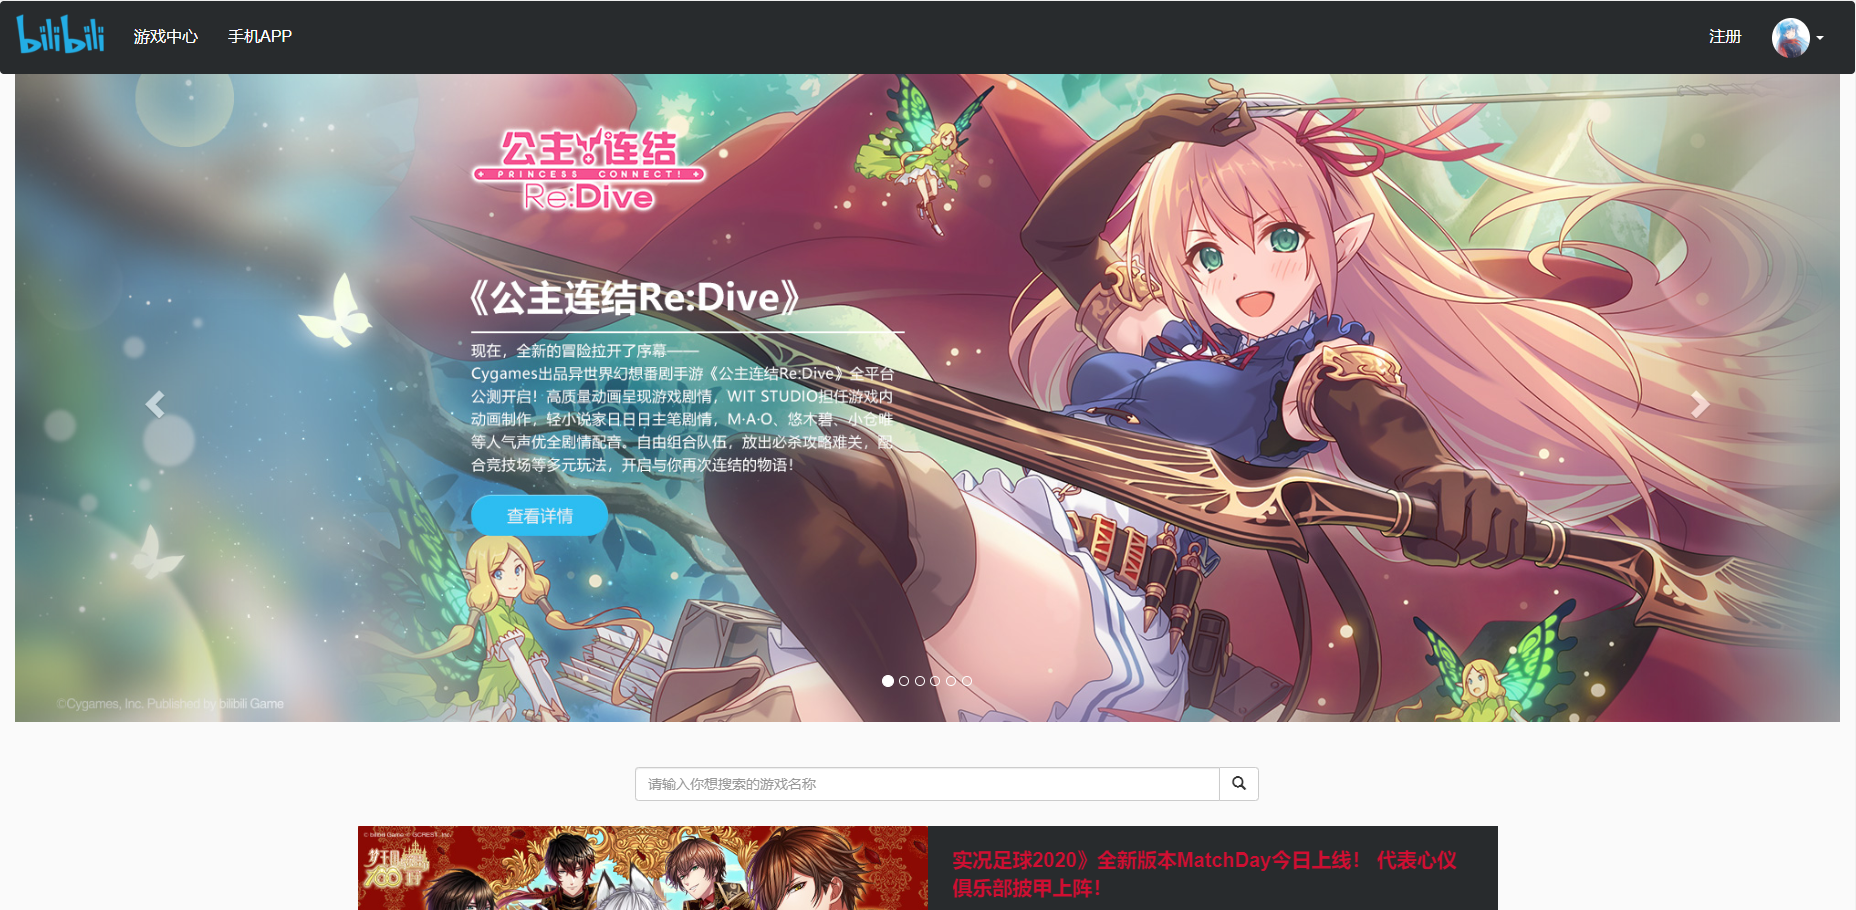 bilibili 游戏中心 手机APP 注册
公主连结
PRINCESS CONNECT!
Re:Dive
《公主连结Re:Dive》
现在，全新的冒险拉开了序幕——
Cygames出品异世界幻想番剧手游《公主连结Re:Dive》全平台
公测开启！高质量动画呈现游戏剧情，WIT STUDIO担任游戏内
动画制作，轻小说家日日日主笔剧情，M·A·O、悠木碧、小仓唯
等人气声优全剧情配音。自由组合队伍，放出必杀攻略难关，配
合竞技场等多元玩法，开启与你再次连结的物语！
查看详情
©Cygames, Inc. Published by bilibili Game
请输入你想搜索的游戏名称
© bilibili Game © GCREST, Inc.
梦王国
100
实况足球2020》全新版本MatchDay今日上线！ 代表心仪
俱乐部披甲上阵！